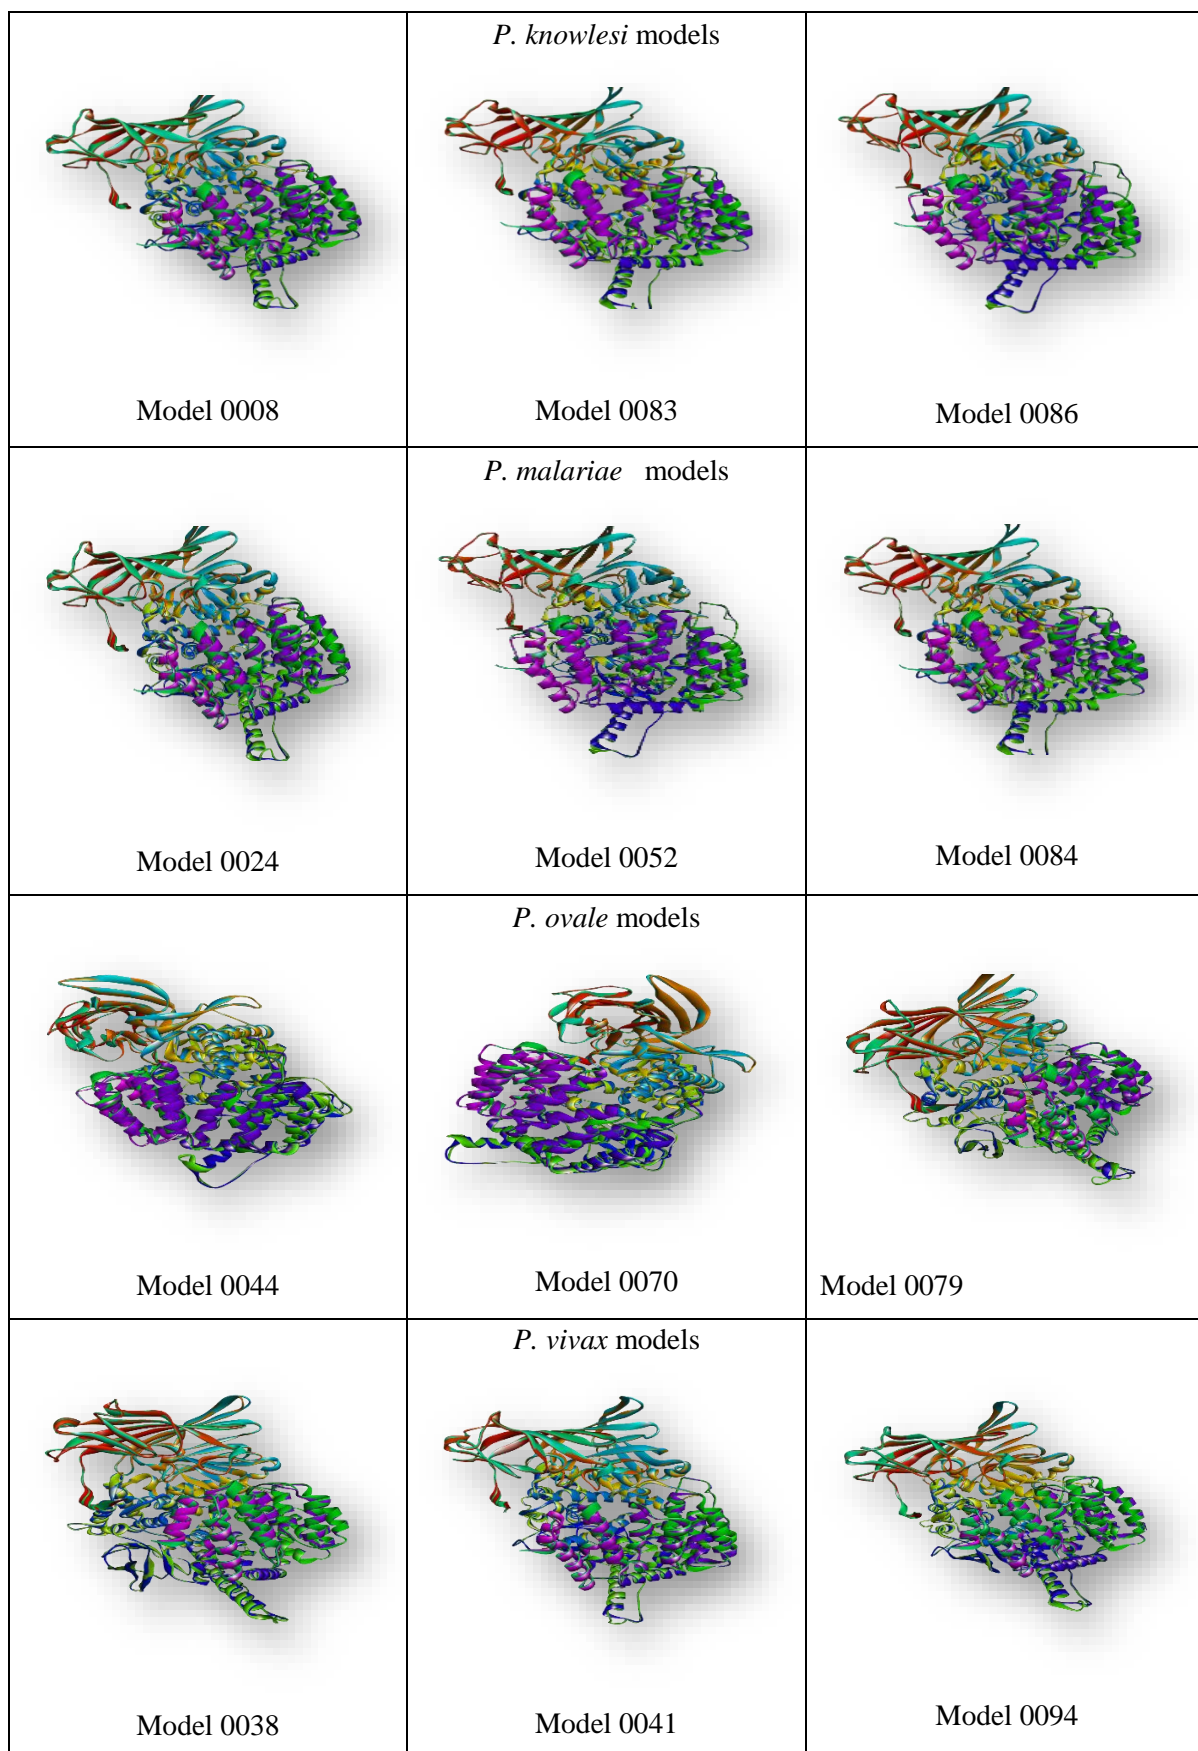 P. knowlesi models
Model 0008
Model 0083
Model 0086
P. malariae models
Model 0024
Model 0052
Model 0084
P. ovale models
Model 0044
Model 0070
Model 0079
P. vivax models
Model 0038
Model 0041
Model 0094